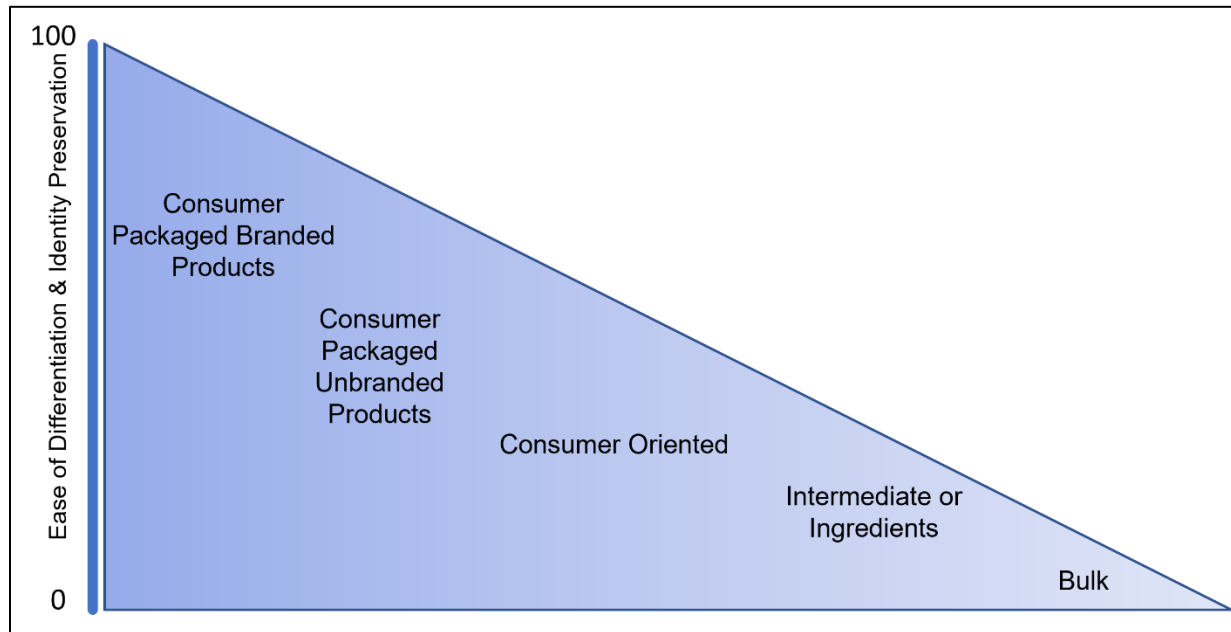 100
Ease of Differentiation & Identity Preservation
Consumer
Packaged Branded
Products
Consumer
Packaged
Unbranded
Products
Consumer Oriented
Intermediate or
Ingredients
Bulk
0